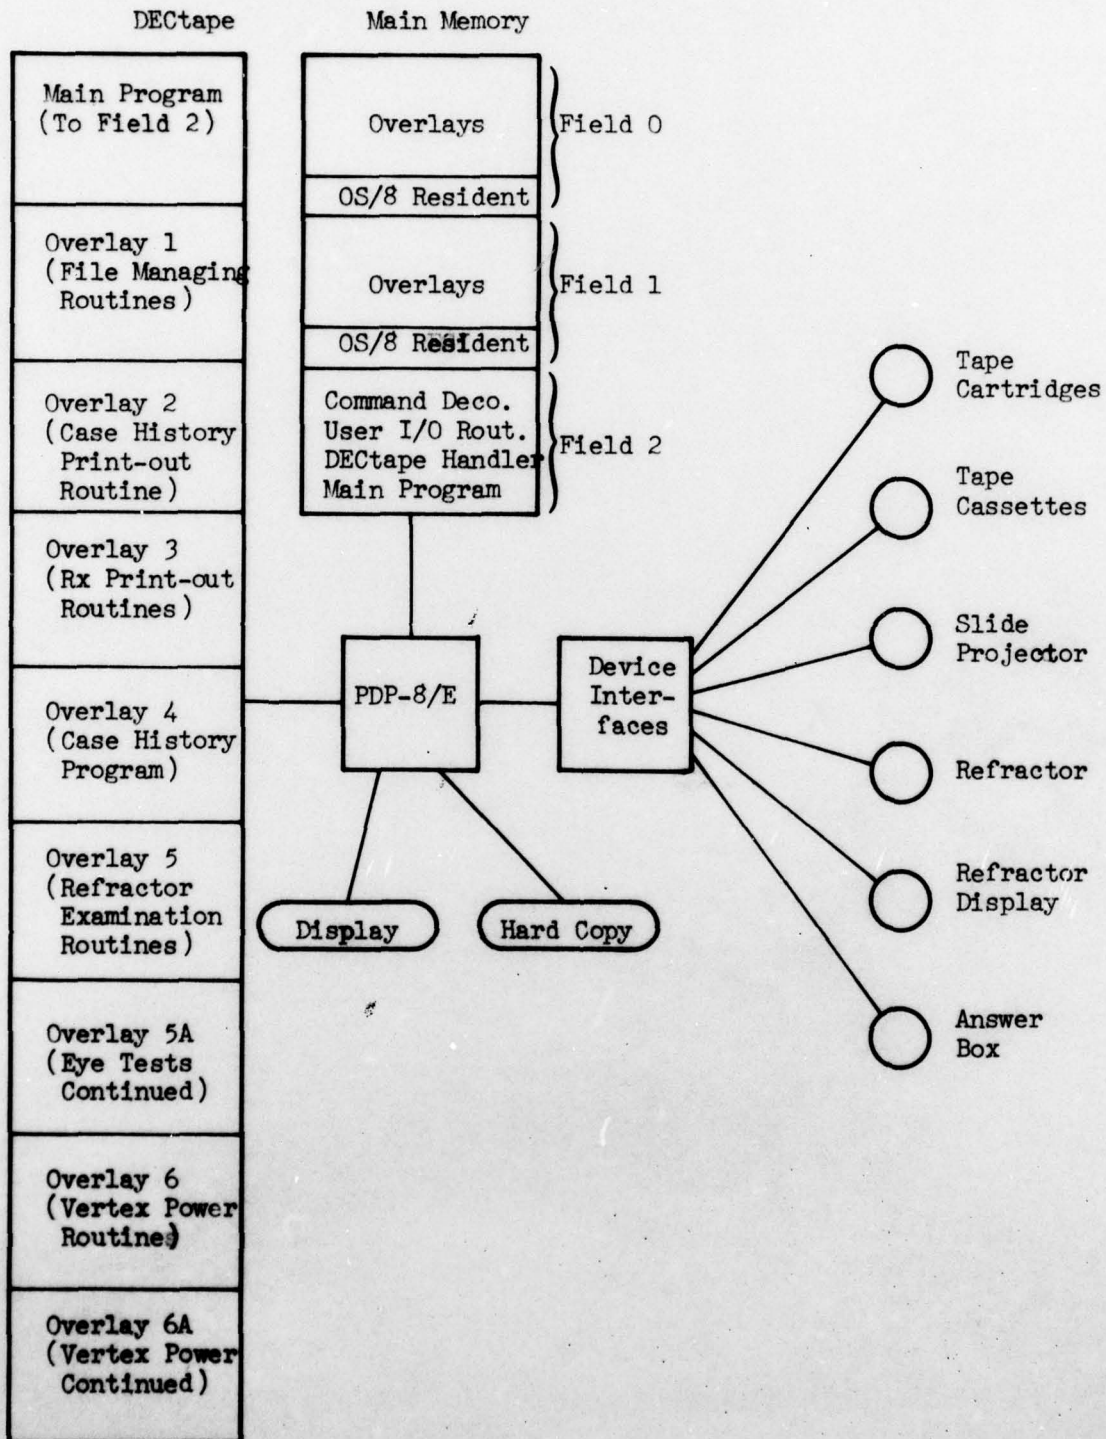 DECtape
Main Program
(To Field 2)
Overlay 1
(File Managing
Routines)
Overlay 2
(Case History
Print-out
Routine)
Overlay 3
(Rx Print-out
Routines)
Overlay 4
(Case History
Program)
Overlay 5
(Refractor
Examination
Routines)
Overlay 5A
(Eye Tests
Continued)
Overlay 6
(Vertex Power
Routines)
Overlay 6A
(Vertex Power
Continued)
Main Memory
Overlays
Field 0
OS/8 Resident
Overlays
Field 1
OS/8 Resident
Command Deco.
User I/O Rout.
DECtape Handler
Main Program
Field 2
PDP-8/E
Device
Inter-
faces
Display
Hard Copy
Tape
Cartridges
Tape
Cassettes
Slide
Projector
Refractor
Refractor
Display
Answer
Box